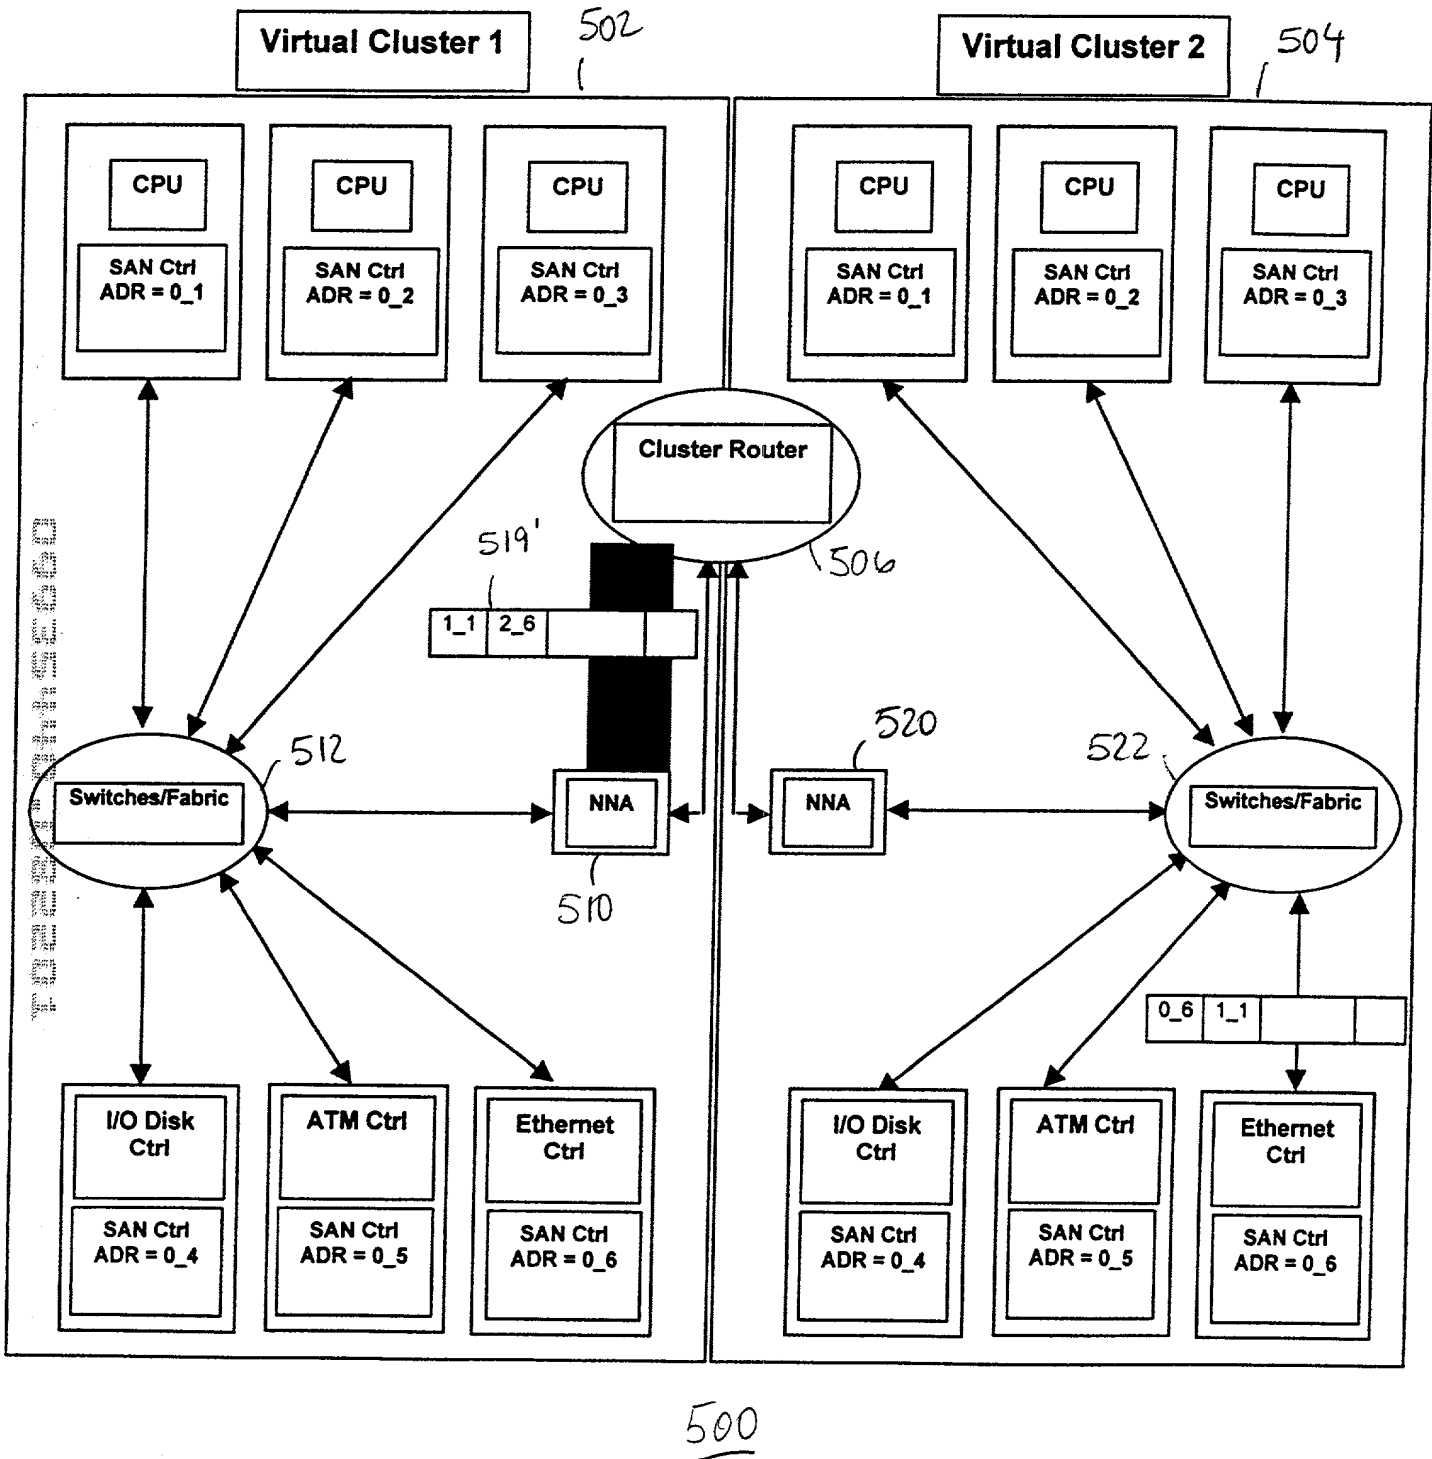 Virtual Cluster 1
502
Virtual Cluster 2
504
CPU
SAN Ctrl
ADR = 0_1
CPU
SAN Ctrl
ADR = 0_2
CPU
SAN Ctrl
ADR = 0_3
CPU
SAN Ctrl
ADR = 0_1
CPU
SAN Ctrl
ADR = 0_2
CPU
SAN Ctrl
ADR = 0_3
Cluster Router
506
519'
1_1 2_6
512
Switches/Fabric
NNA
510
520
NNA
522
Switches/Fabric
0_6 1_1
I/O Disk
Ctrl
SAN Ctrl
ADR = 0_4
ATM Ctrl
SAN Ctrl
ADR = 0_5
Ethernet
Ctrl
SAN Ctrl
ADR = 0_6
I/O Disk
Ctrl
SAN Ctrl
ADR = 0_4
ATM Ctrl
SAN Ctrl
ADR = 0_5
Ethernet
Ctrl
SAN Ctrl
ADR = 0_6
500